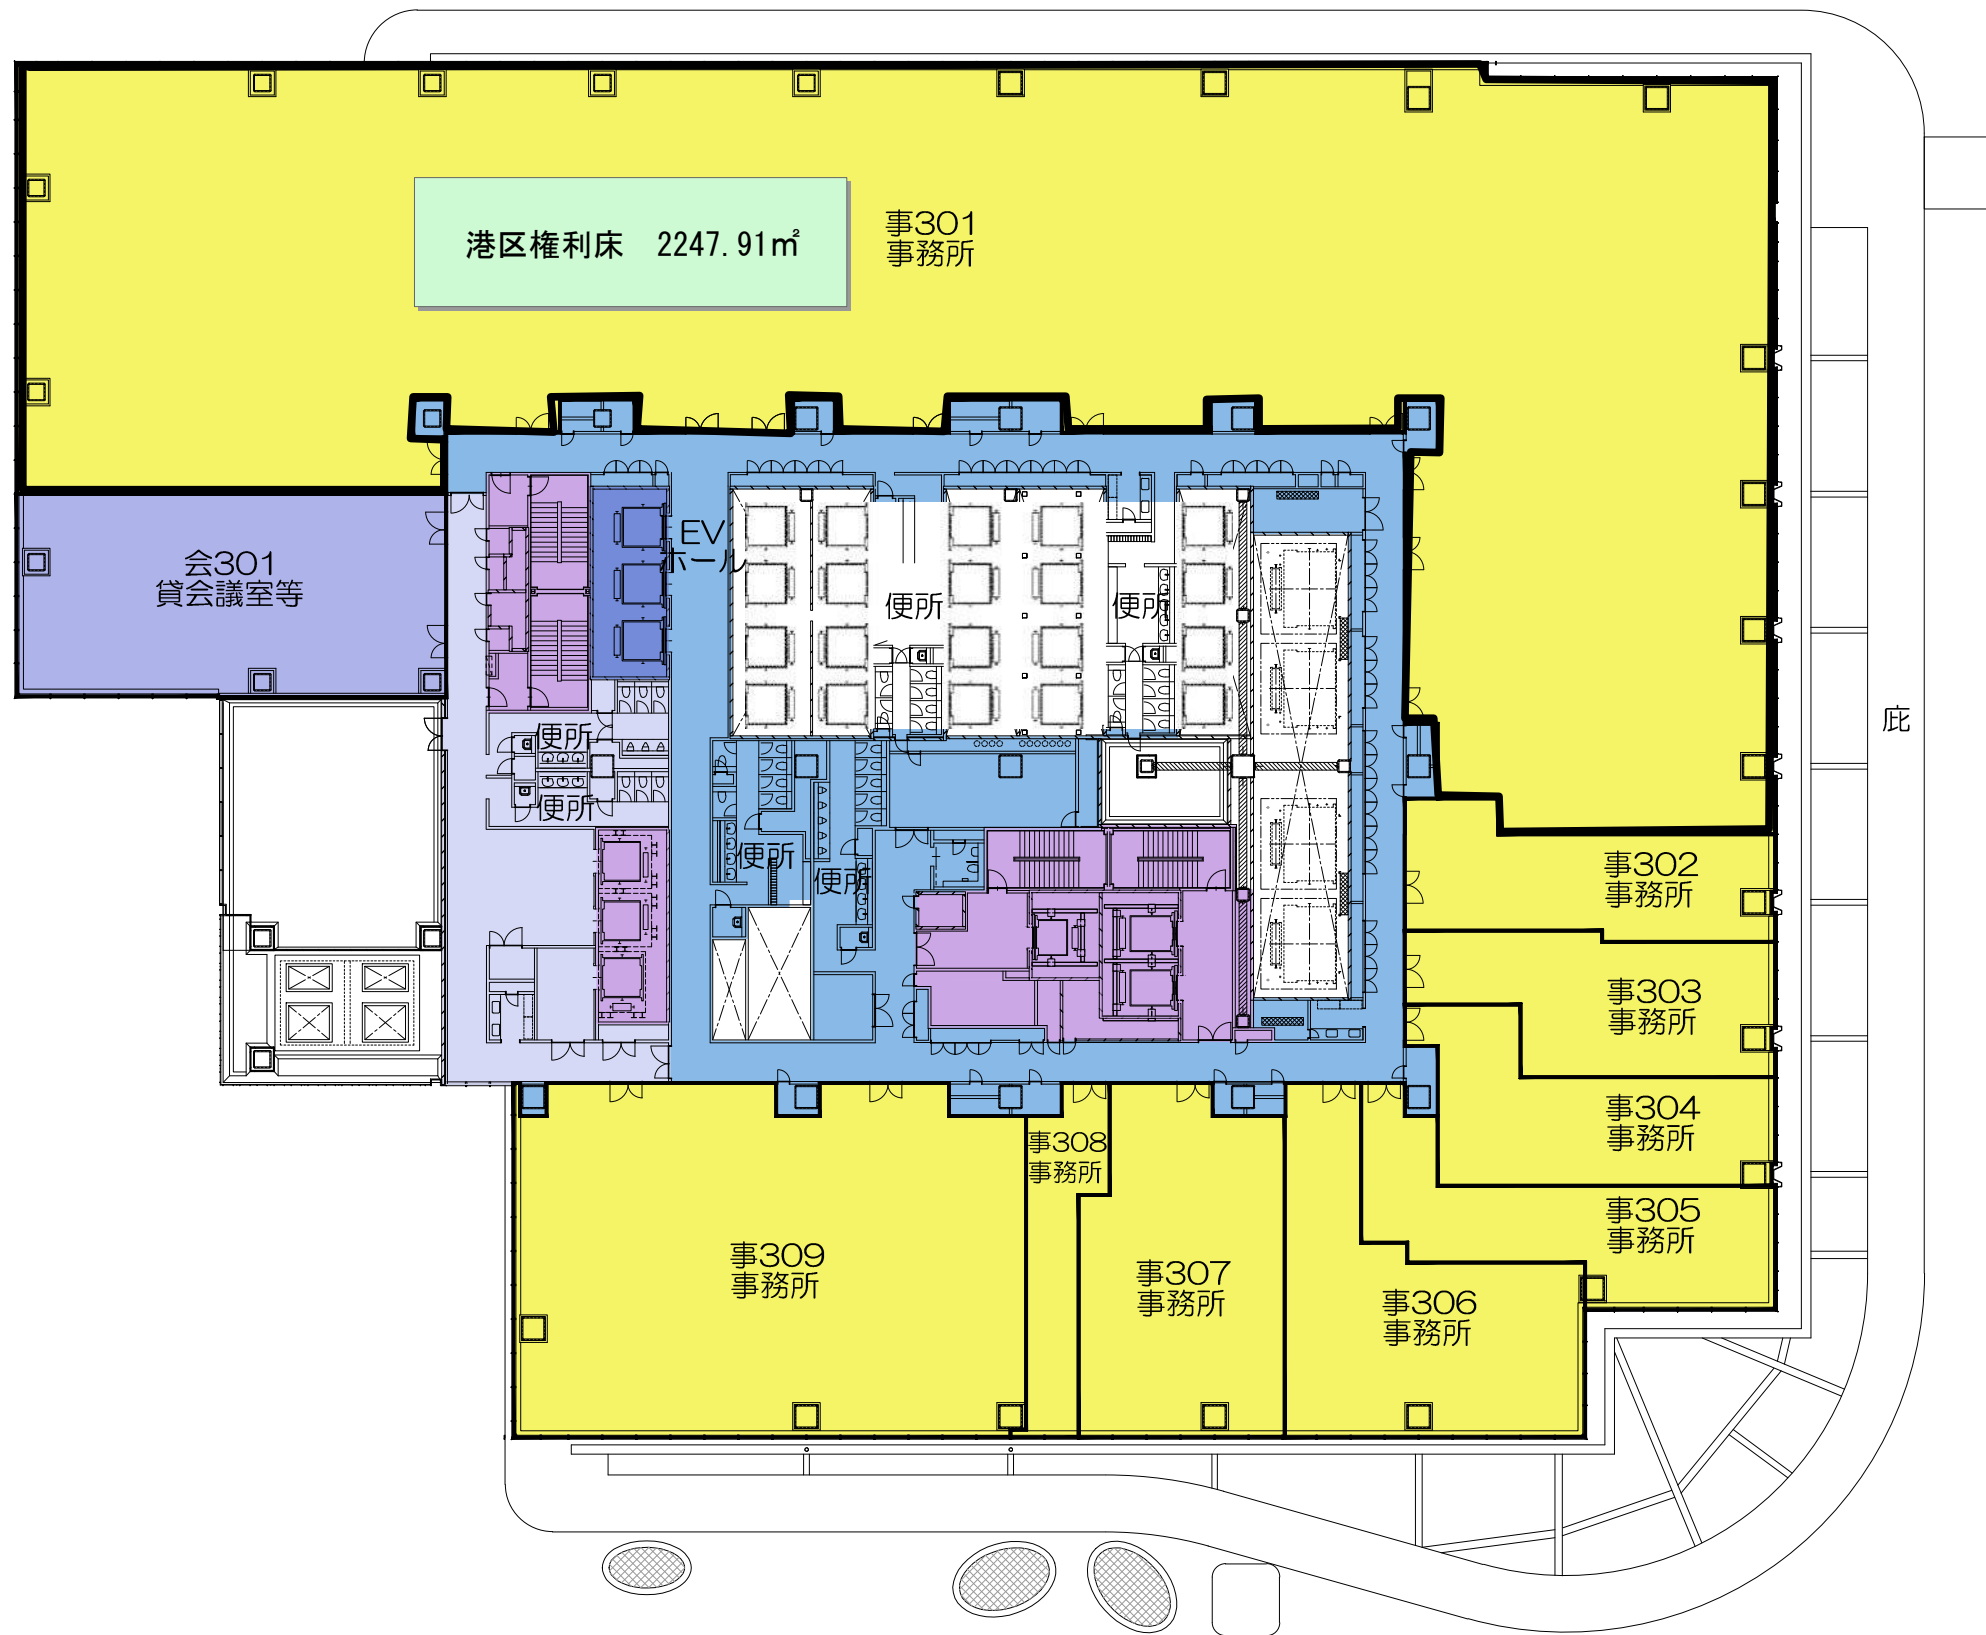 事301
事務所
港区権利床　2247.91㎡
EV
ホール
会301
貸会議室等
便所
便所
庇
便所
便所
便所
便所
事302
事務所
事303
事務所
事304
事務所
事308
事務所
事305
事務所
事309
事務所
事307
事務所
事306
事務所